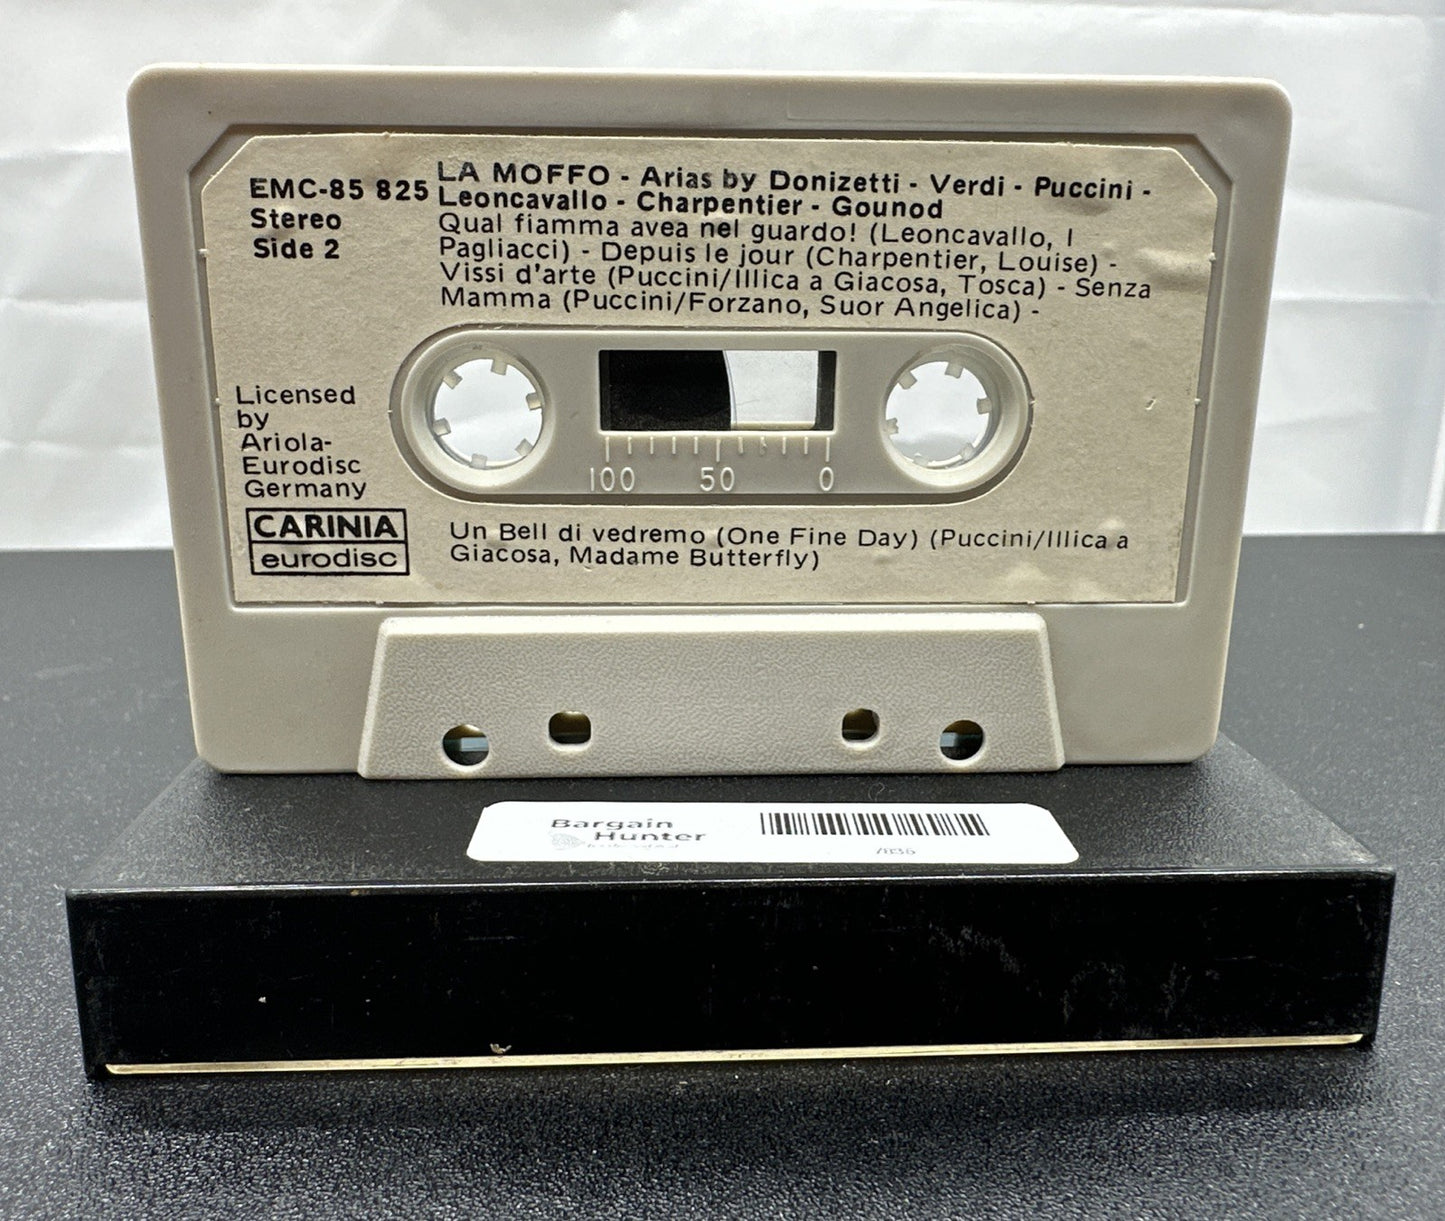 EMC-85 825
Stereo
Side 2
LA MOFFO - Arias by Donizetti - Verdi - Puccini -
Leoncavallo - Charpentier - Gounod
Qual fiamma avea nel guardo! (Leoncavallo, I
Pagliacci) - Depuis le jour (Charpentier, Louise) -
Vissi d'arte (Puccini/Illica a Giacosa, Tosca) - Senza
Mamma (Puccini/Forzano, Suor Angelica) -
Licensed
by
Ariola-
Eurodisc
Germany
CARINIA
eurodisc
100 50 0
Un Bell di vedremo (One Fine Day) (Puccini/Illica a
Giacosa, Madame Butterfly)
Bargain
Hunter